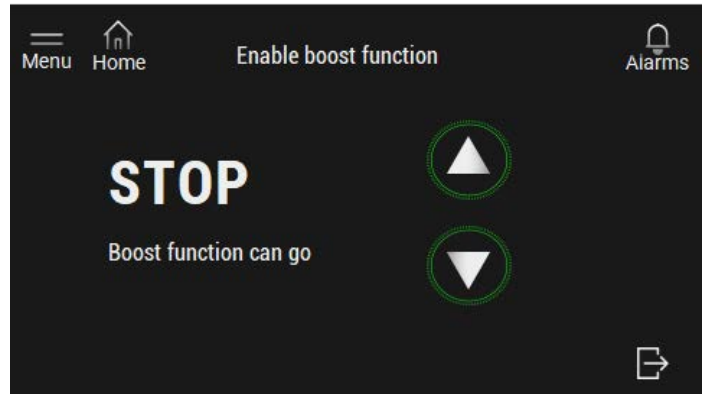 Menu
Home
Enable boost function
Alarms
STOP
Boost function can go